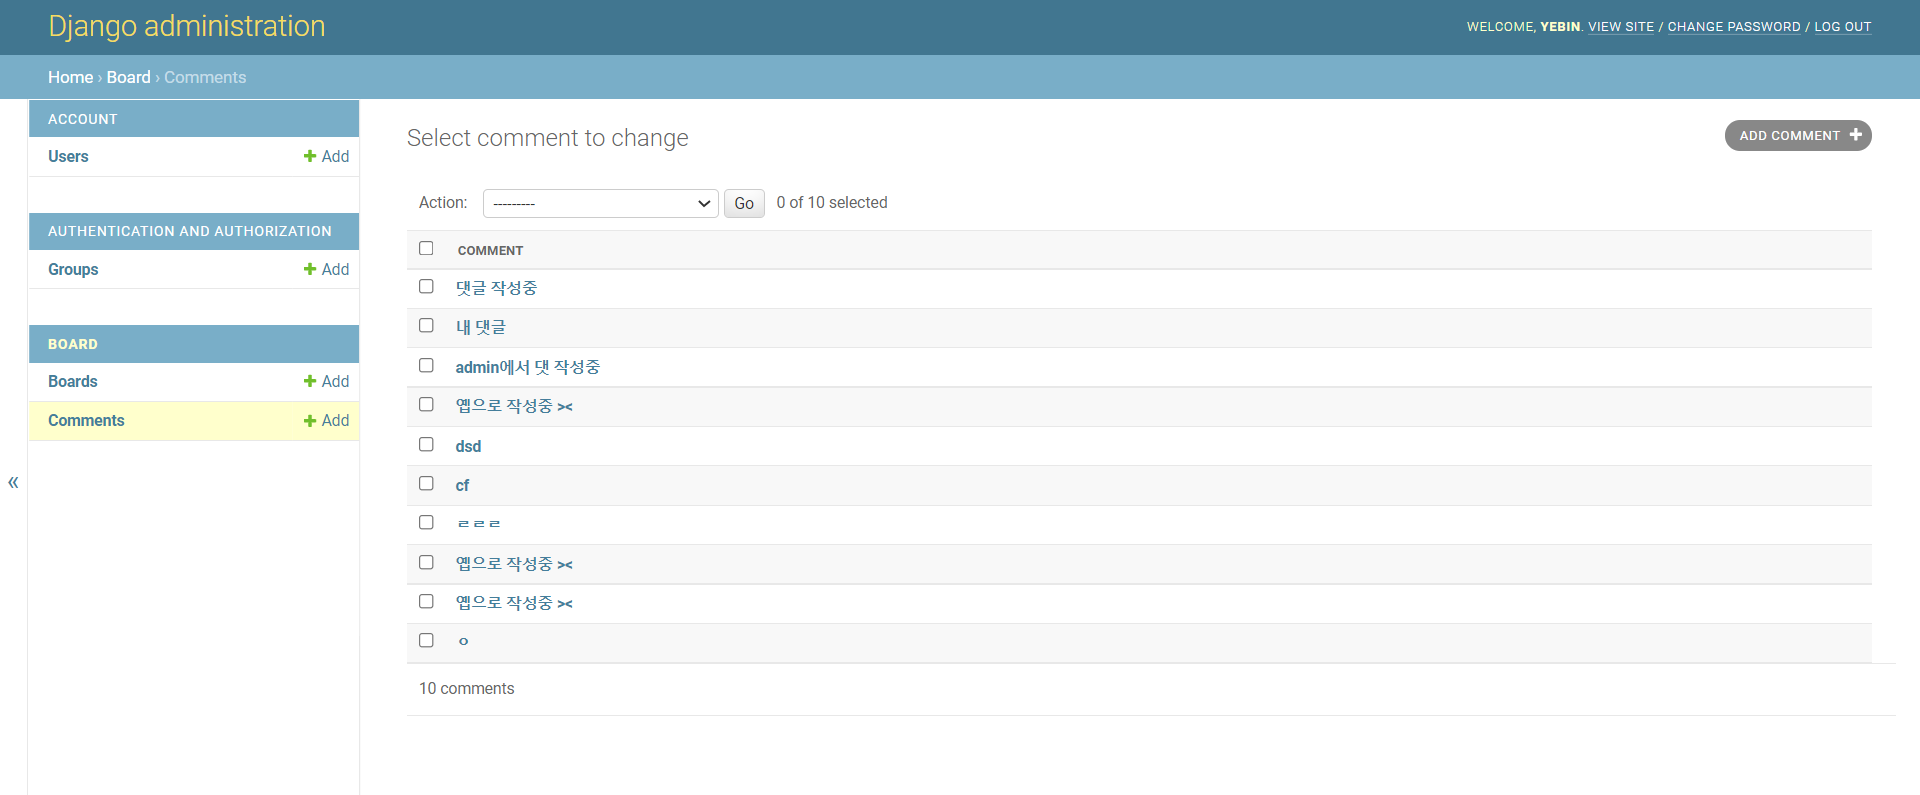 Django administration
WELCOME, YEBIN. VIEW SITE / CHANGE PASSWORD / LOG OUT
Home › Board › Comments
ACCOUNT
Users Add
AUTHENTICATION AND AUTHORIZATION
Groups Add
BOARD
Boards Add
Comments Add
«
Select comment to change
ADD COMMENT
Action: --------- Go 0 of 10 selected
COMMENT
댓글 작성중
내 댓글
admin에서 댓 작성중
옙으로 작성중 ><
dsd
cf
ㄹㄹㄹ
옙으로 작성중 ><
옙으로 작성중 ><
ㅇ
10 comments